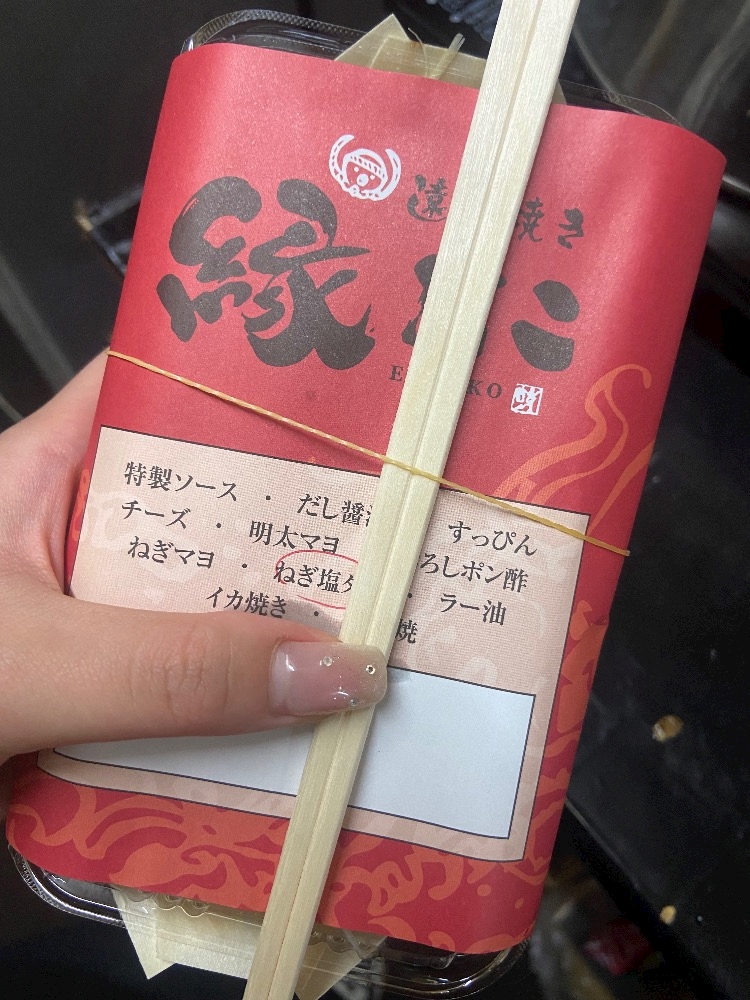 遠 焼き
縁 こ
E KO
特製ソース ・ だし醤 すっぴん
チーズ ・ 明太マヨ ろしポン酢
ねぎマヨ ・ ねぎ塩 ・ ラー油
イカ焼き ・ 焼